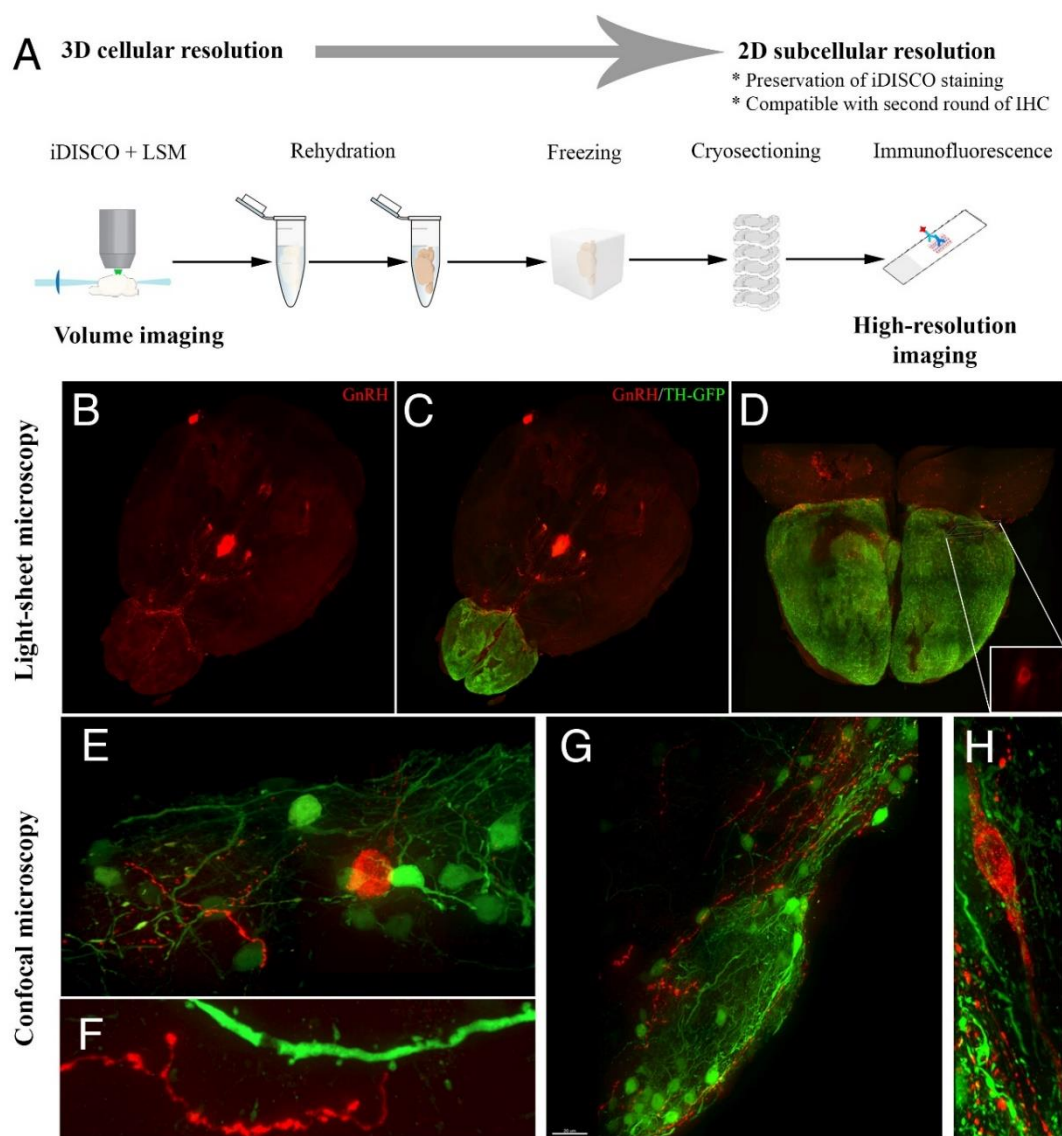 A
3D cellular resolution
2D subcellular resolution
* Preservation of iDISCO staining
* Compatible with second round of IHC
iDISCO + LSM
Rehydration
Freezing
Cryosectioning
Immunofluorescence
Volume imaging
High-resolution
imaging
Light-sheet microscopy
B
GnRH
C
GnRH/TH-GFP
D
Confocal microscopy
E
F
G
H